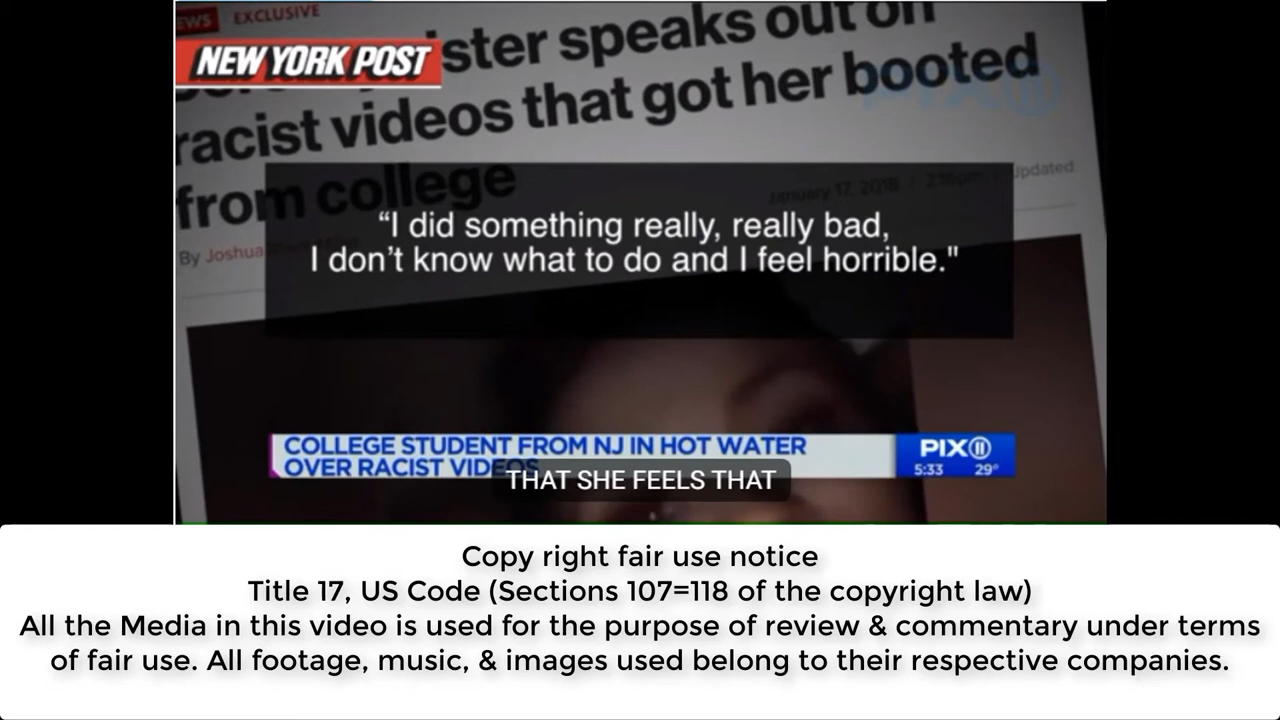 EWS EXCLUSIVE
NEW YORK POST
ster speaks out on
racist videos that got her booted
from college
January 17, 2018 Updated
By Joshua
“I did something really, really bad,
I don’t know what to do and I feel horrible."
COLLEGE STUDENT FROM NJ IN HOT WATER
OVER RACIST VIDEOS
PIX11
5:33 29°
THAT SHE FEELS THAT
Copy right fair use notice
Title 17, US Code (Sections 107=118 of the copyright law)
All the Media in this video is used for the purpose of review & commentary under terms
of fair use. All footage, music, & images used belong to their respective companies.